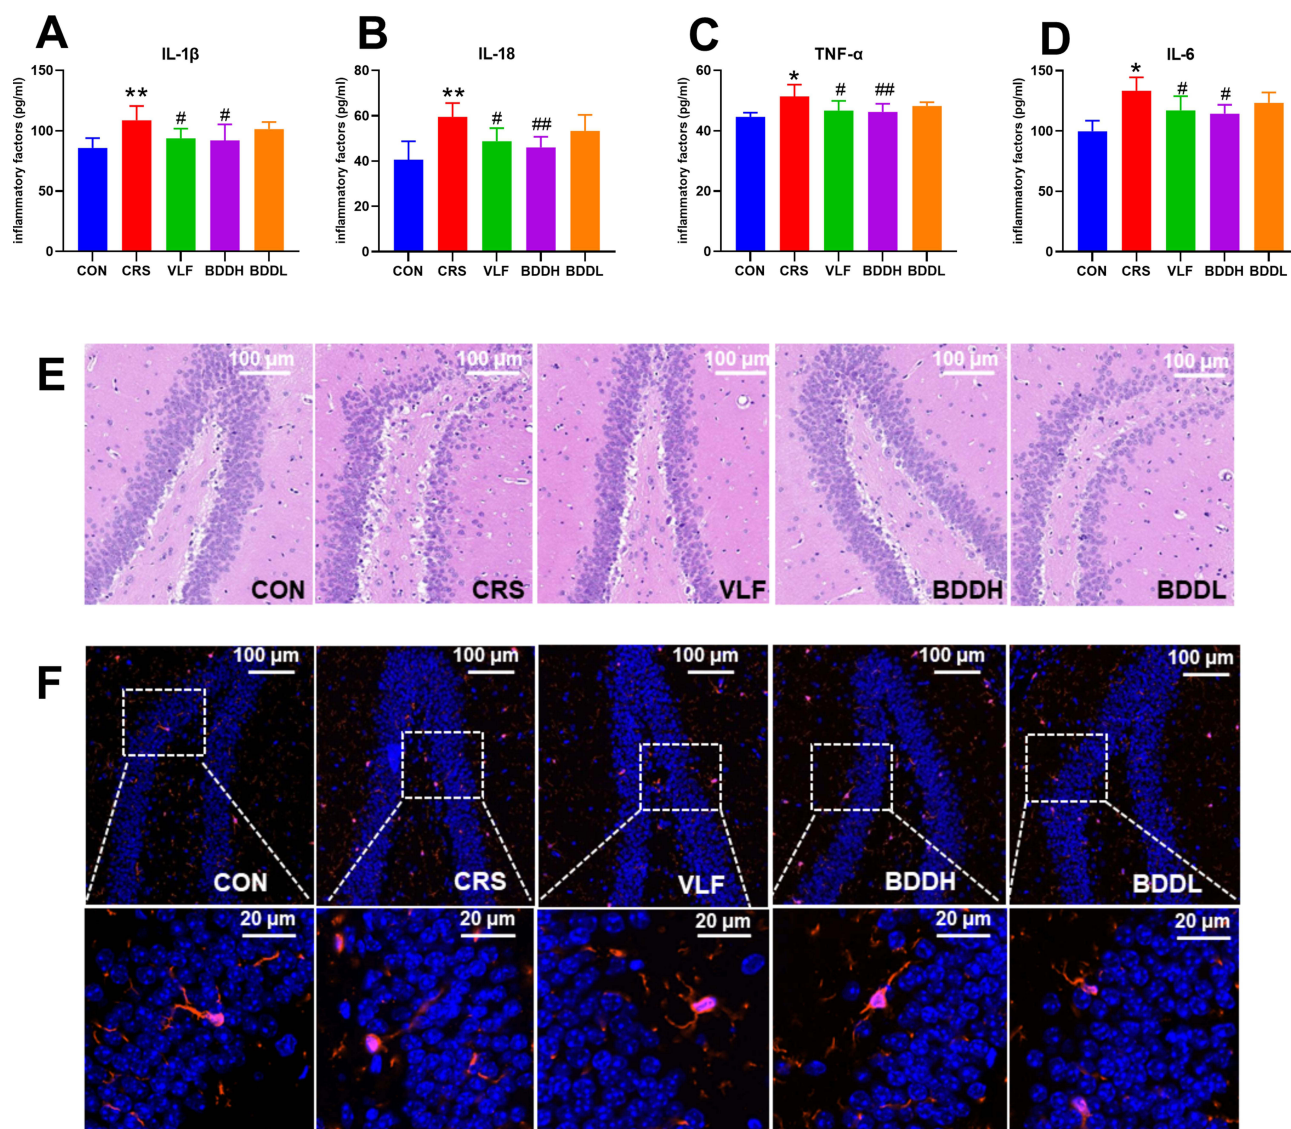 A
IL-1β
inflammatory factors (pg/ml)
150
100
50
0
**
#
#
CON CRS VLF BDDH BDDL
B
IL-18
inflammatory factors (pg/ml)
80
60
40
20
0
**
#
##
CON CRS VLF BDDH BDDL
C
TNF-α
inflammatory factors (pg/ml)
60
40
20
0
*
#
##
CON CRS VLF BDDH BDDL
D
IL-6
inflammatory factors (pg/ml)
150
100
50
0
*
#
#
CON CRS VLF BDDH BDDL
E
100 μm 100 μm 100 μm 100 μm 100 μm
CON CRS VLF BDDH BDDL
F
100 μm 100 μm 100 μm 100 μm 100 μm
CON CRS VLF BDDH BDDL
20 μm 20 μm 20 μm 20 μm 20 μm